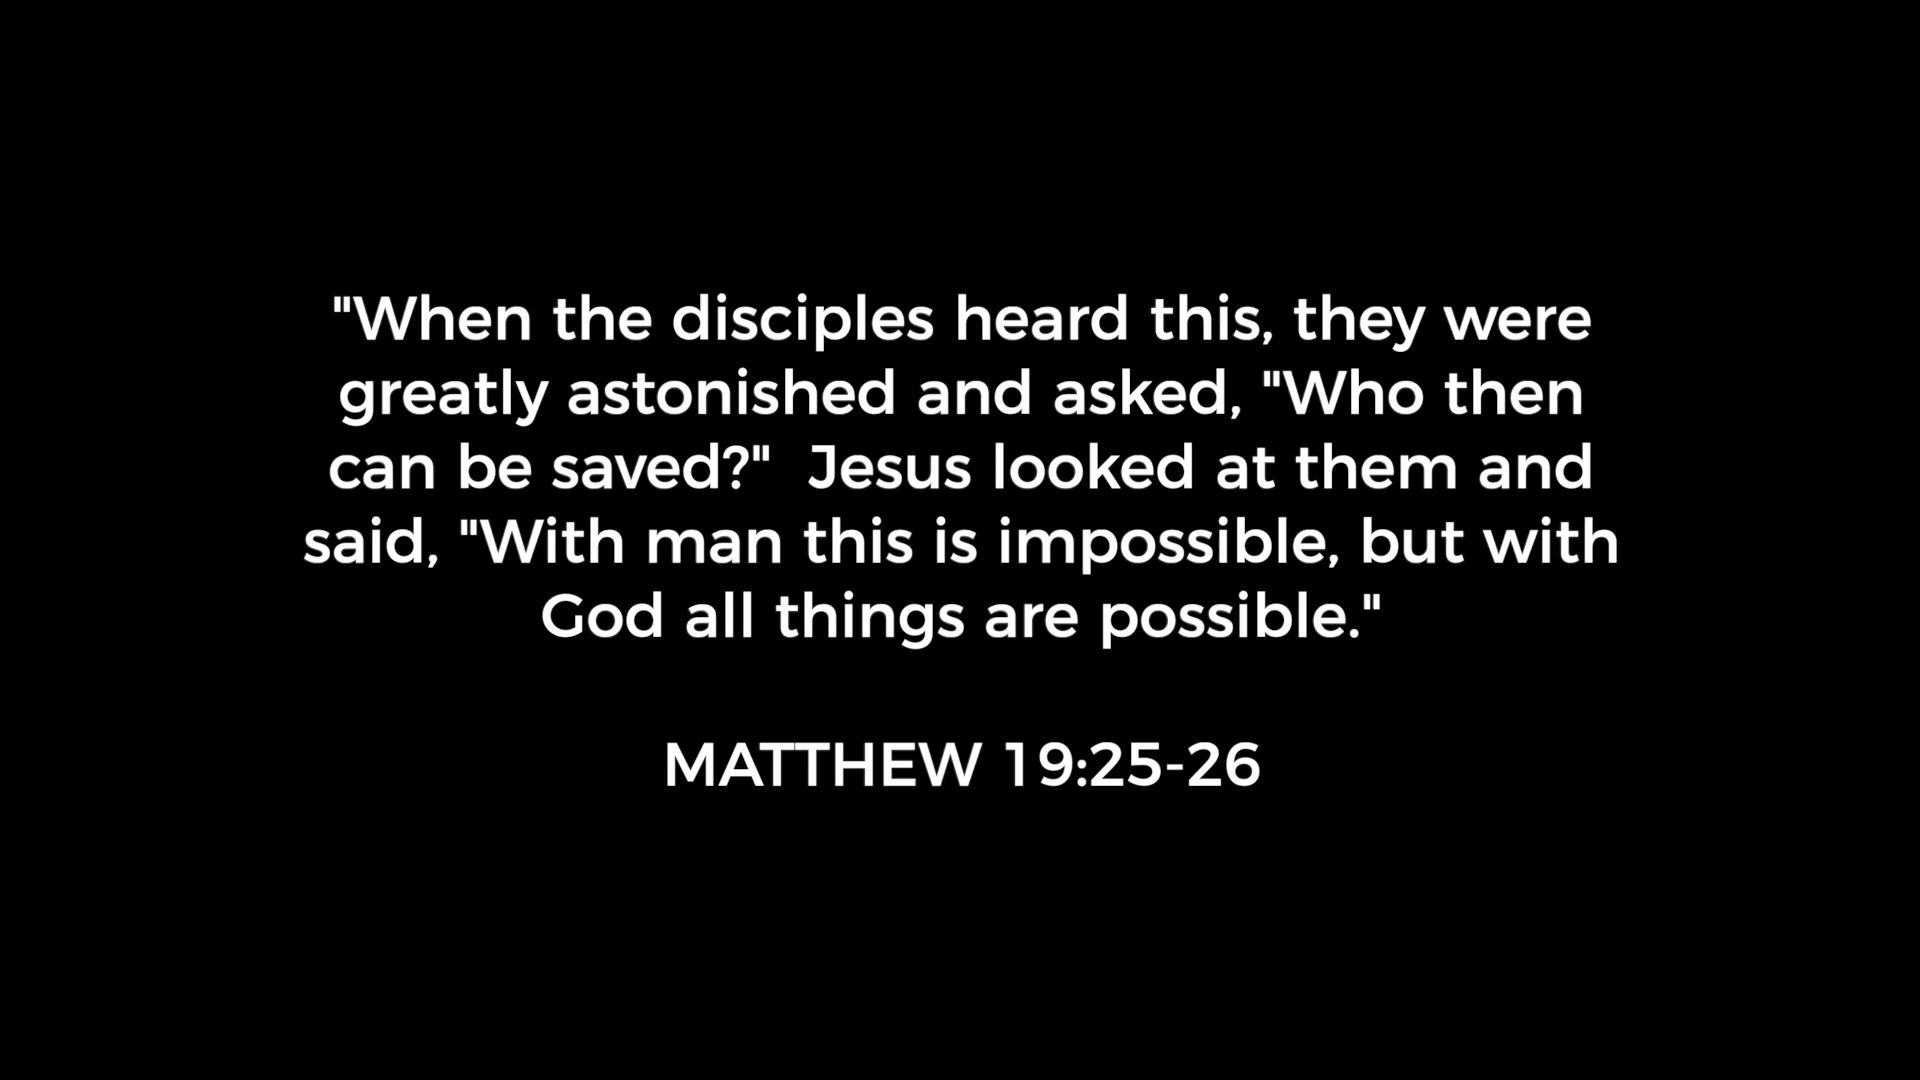 "When the disciples heard this, they were
greatly astonished and asked, "Who then
can be saved?"  Jesus looked at them and
said, "With man this is impossible, but with
God all things are possible."
MATTHEW 19:25-26